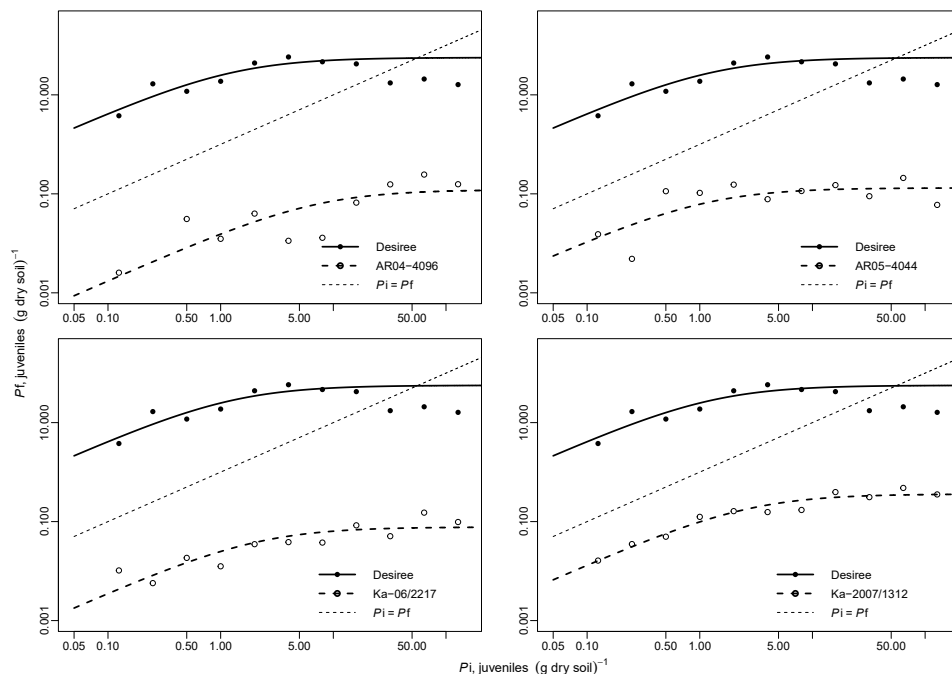 10.000
0.100
0.001
Desiree
AR04−4096
Pi = Pf
0.05 0.10 0.50 1.00 5.00 50.00
10.000
0.100
0.001
Desiree
AR05−4044
Pi = Pf
0.05 0.10 0.50 1.00 5.00 50.00
Pf, juveniles (g dry soil)−1
10.000
0.100
0.001
Desiree
Ka−06/2217
Pi = Pf
0.05 0.10 0.50 1.00 5.00 50.00
10.000
0.100
0.001
Desiree
Ka−2007/1312
Pi = Pf
0.05 0.10 0.50 1.00 5.00 50.00
Pi, juveniles (g dry soil)−1